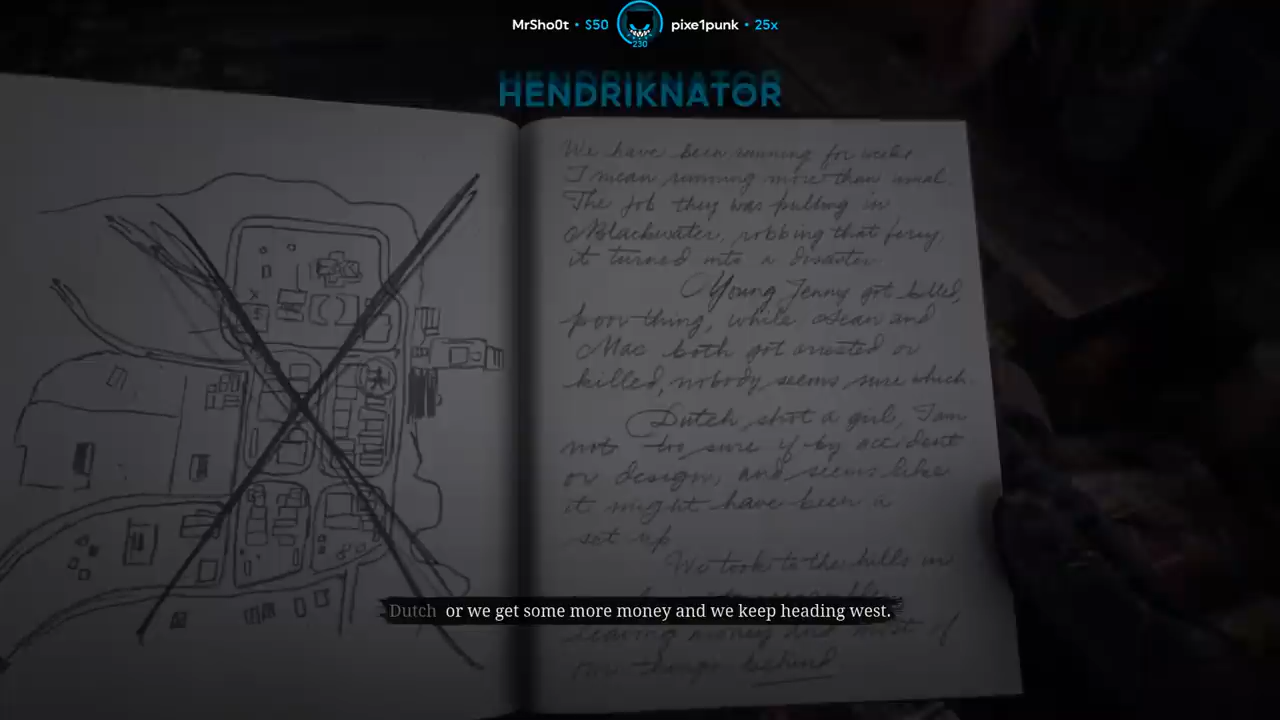 MrSho0t • S50
230
pixe1punk • 25x
HENDRIKNATOR
We have been running for weeks
I mean running more than usual.
The job they was pulling in
Blackwater, robbing that ferry,
it turned into a disaster.
Young Jenny got killed,
poor thing, while Sean and
Mac both got arrested or
killed, nobody seems sure which.
Dutch shot a girl, I am
not too sure if by accident
or design, and seems like
it might have been a
set up
We took to the hills in
Dutch or we get some more money and we keep heading west.
leaving money and most of
our things behind